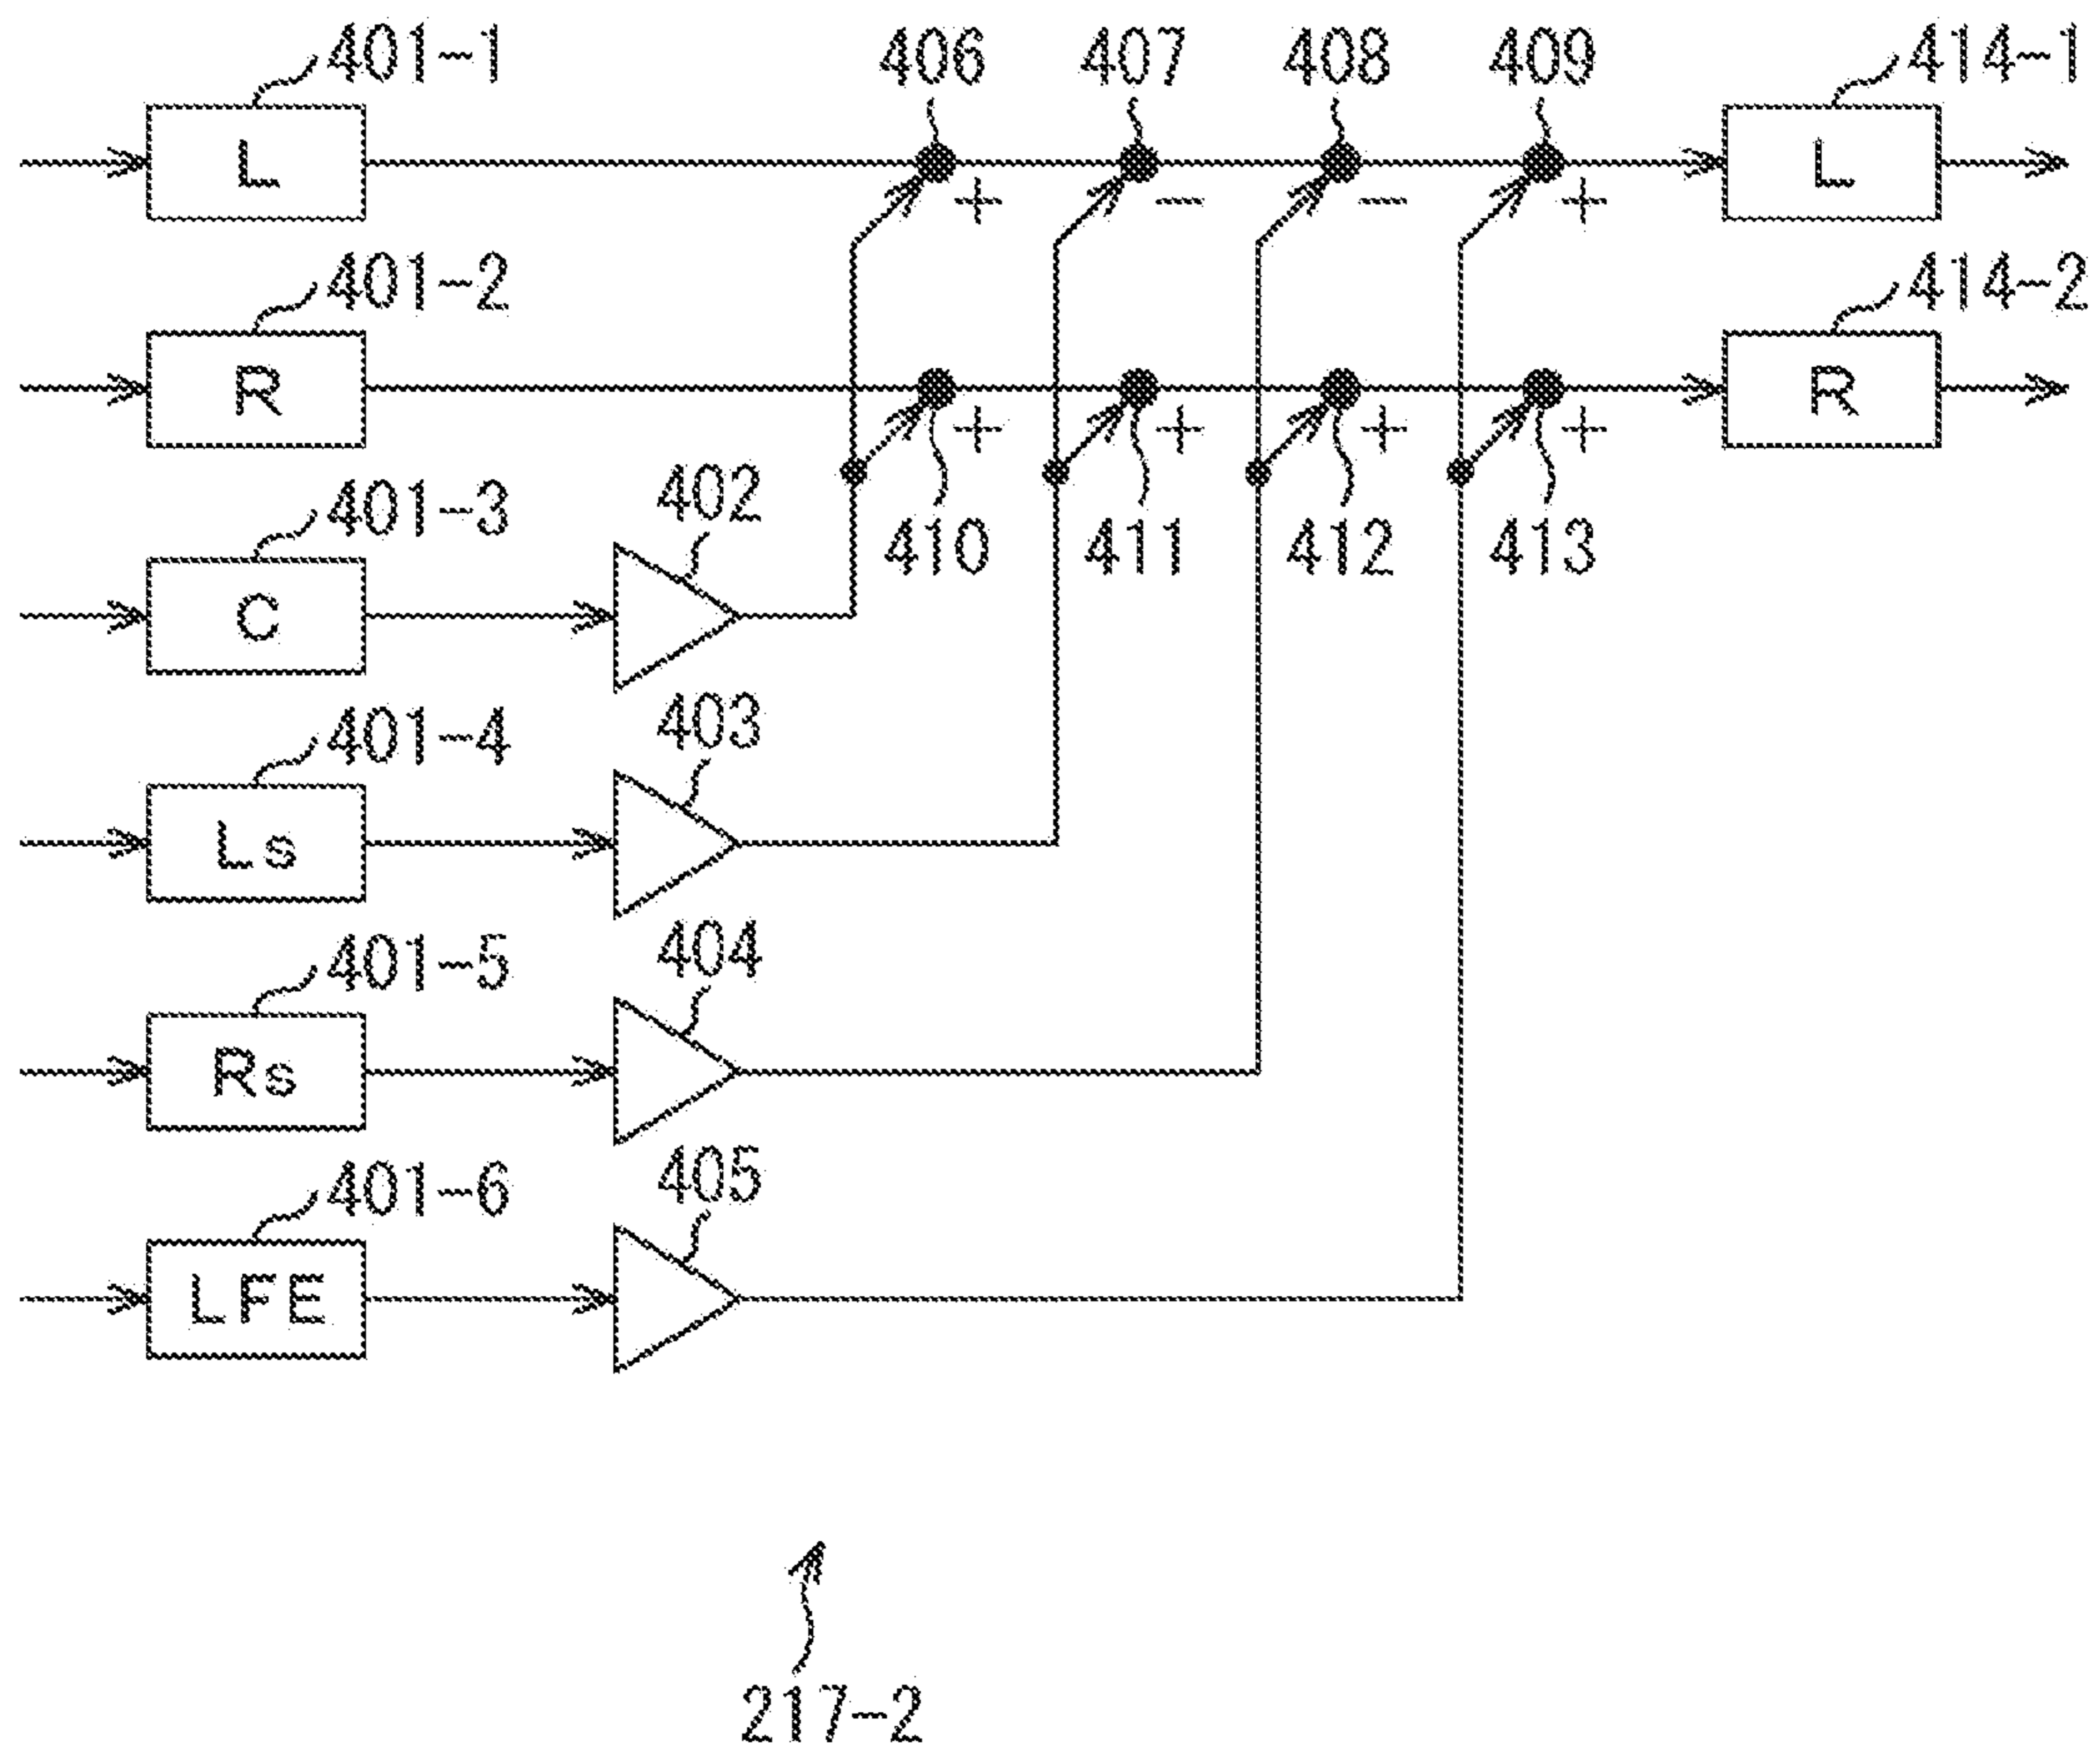 401-1 406 407 408 409 414-1
L L
+ − − +
401-2 414-2
R R
+ + + +
401-3 402 410 411 412 413
C
401-4 403
Ls
401-5 404
Rs
401-6 405
LFE
217-2